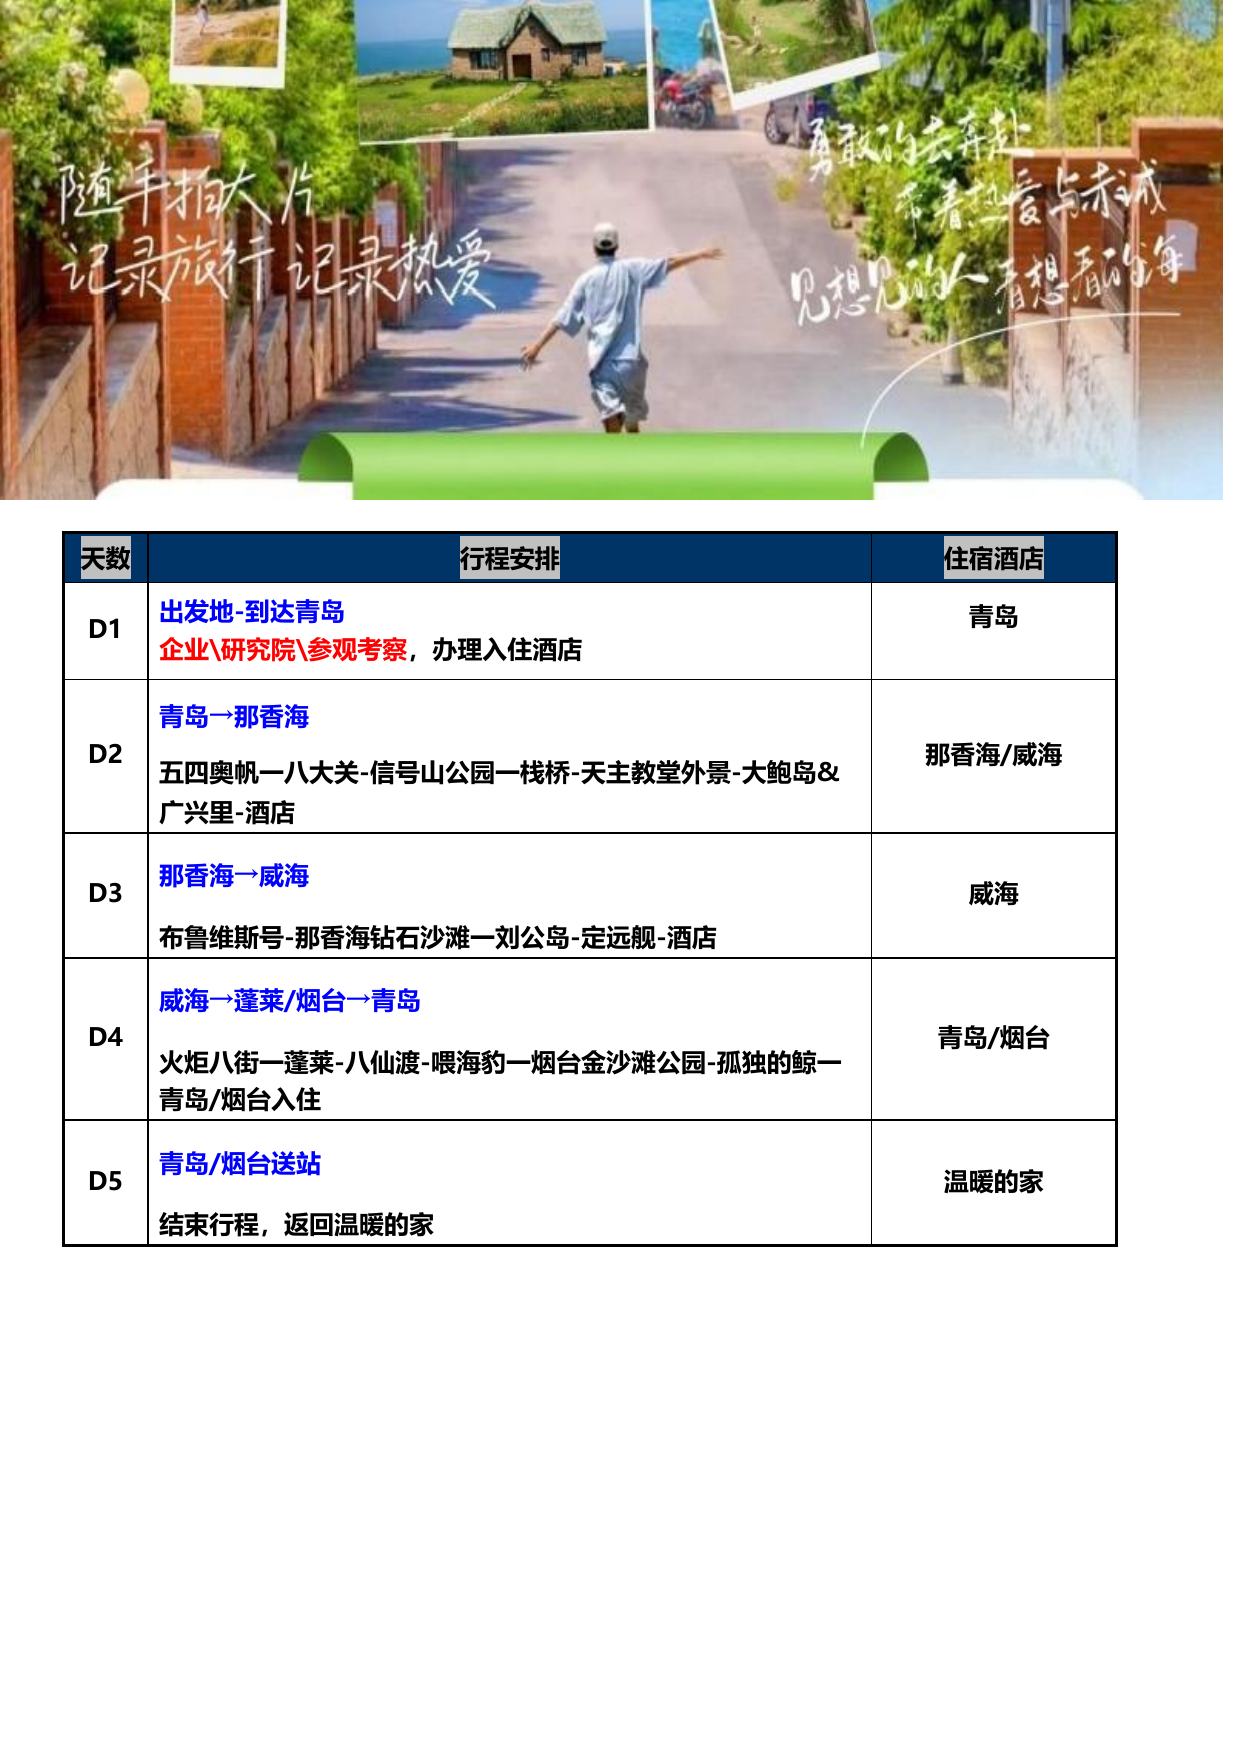 随手拍大片
记录旅行 记录热爱
勇敢的去奔赴
带着热爱与赤诚
见想见的人 看想看的海
天数 行程安排 住宿酒店
D1
出发地-到达青岛
企业\研究院\参观考察，办理入住酒店
青岛
D2
青岛→那香海
五四奥帆一八大关-信号山公园一栈桥-天主教堂外景-大鲍岛&
广兴里-酒店
那香海/威海
D3
那香海→威海
布鲁维斯号-那香海钻石沙滩一刘公岛-定远舰-酒店
威海
D4
威海→蓬莱/烟台→青岛
火炬八街一蓬莱-八仙渡-喂海豹一烟台金沙滩公园-孤独的鲸一
青岛/烟台入住
青岛/烟台
D5
青岛/烟台送站
结束行程，返回温暖的家
温暖的家